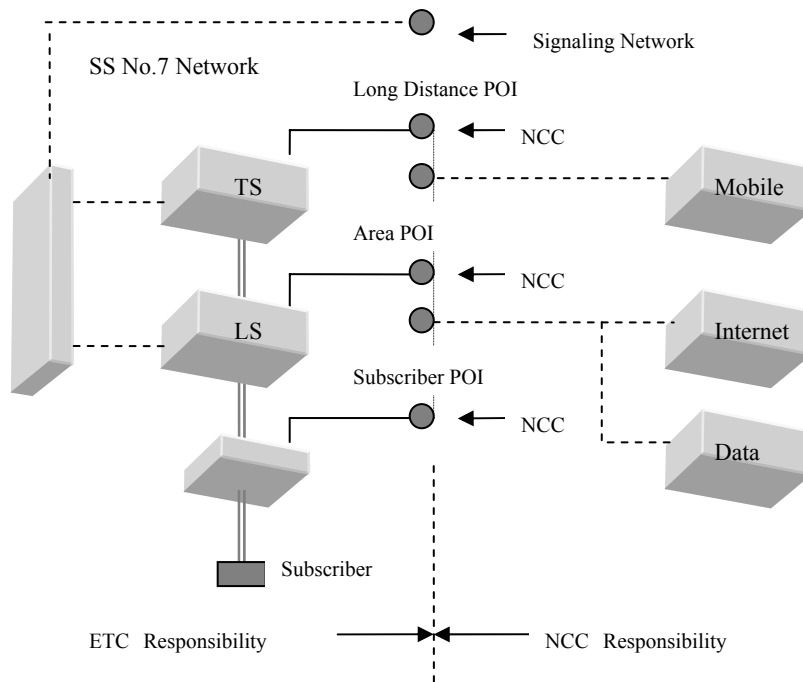 Signaling Network
SS No.7 Network
Long Distance POI
NCC
TS
Mobile
Area POI
NCC
LS
Internet
Subscriber POI
NCC
Data
Subscriber
ETC Responsibility
NCC Responsibility